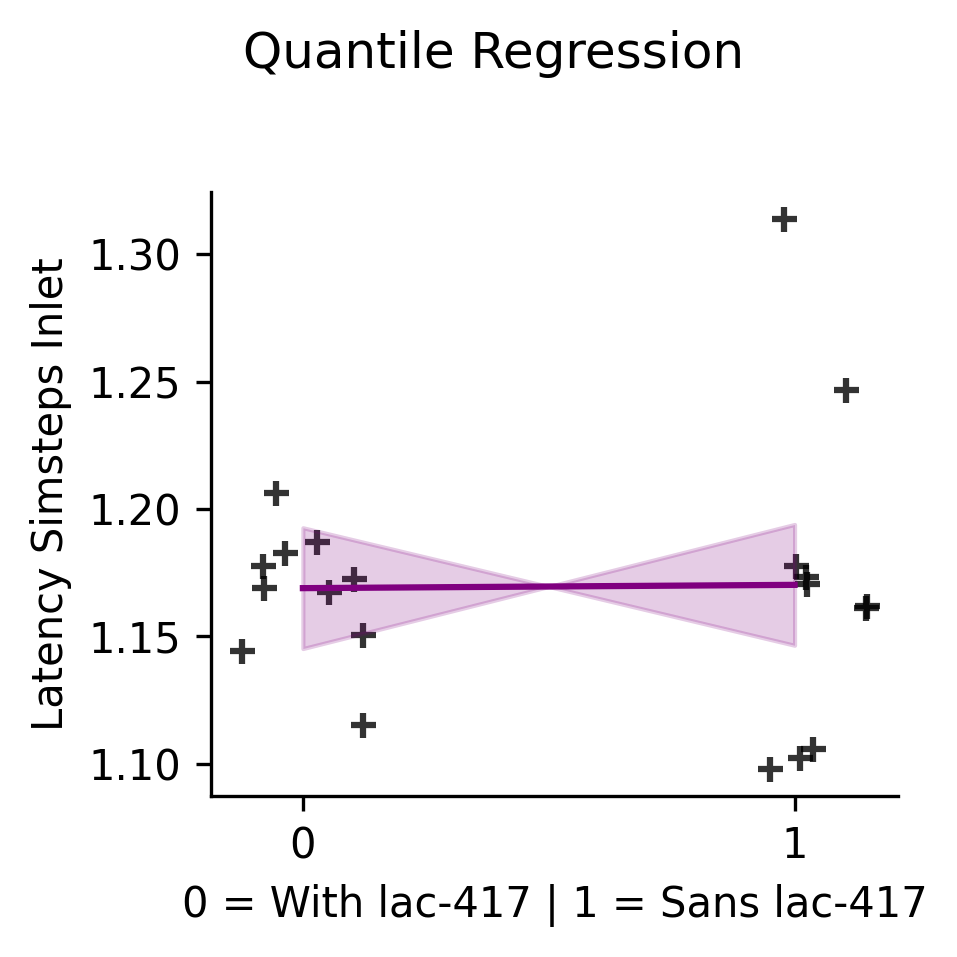 Quantile Regression
Latency Simsteps Inlet
1.30
1.25
1.20
1.15
1.10
0
1
0 = With lac-417 | 1 = Sans lac-417